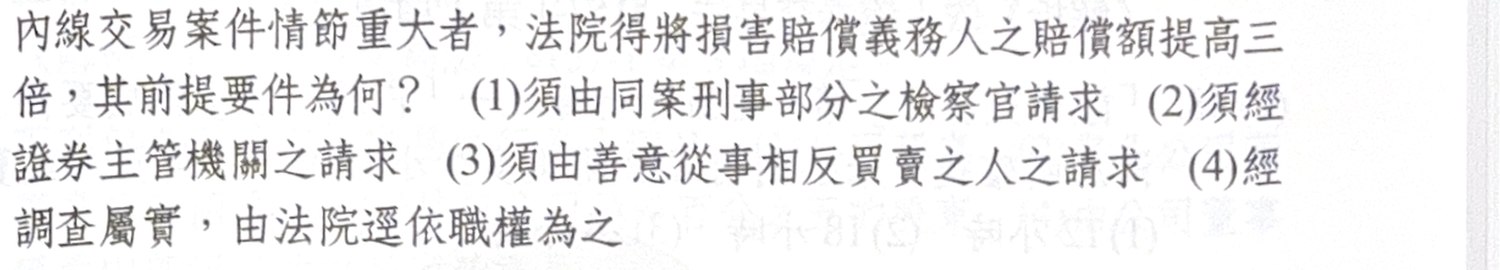 內線交易案件情節重大者，法院得將損害賠償義務人之賠償額提高三
倍，其前提要件為何？ (1)須由同案刑事部分之檢察官請求 (2)須經
證券主管機關之請求 (3)須由善意從事相反買賣之人之請求 (4)經
調查屬實，由法院逕依職權為之